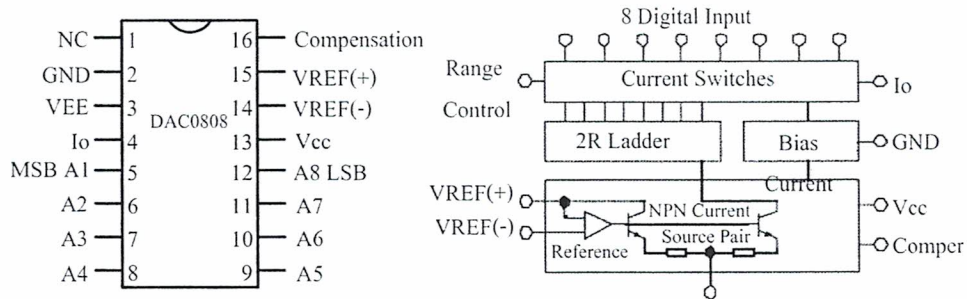 NC 1 16 Compensation
GND 2 15 VREF(+)
VEE 3 14 VREF(-)
DAC0808
Io 4 13 Vcc
MSB A1 5 12 A8 LSB
A2 6 11 A7
A3 7 10 A6
A4 8 9 A5
8 Digital Input
Range
Current Switches
Io
Control
2R Ladder
Bias
GND
Current
VREF(+)
NPN Current
Vcc
VREF(-)
Source Pair
Reference
Comper